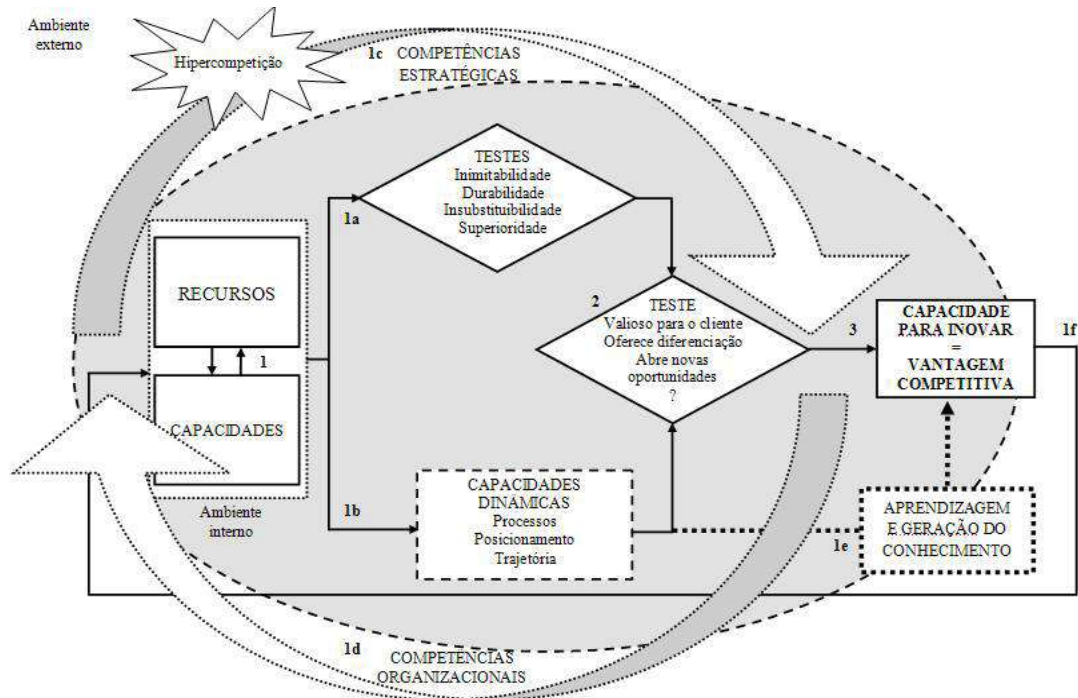 Ambiente
externo
Hipercompetição
1c
COMPETÊNCIAS
ESTRATÉGICAS
TESTES
Inimitabilidade
Durabilidade
Insubstituibilidade
Superioridade
1a
RECURSOS
1
CAPACIDADES
Ambiente
interno
2
TESTE
Valioso para o cliente
Oferece diferenciação
Abre novas
oportunidades
?
3
CAPACIDADE
PARA INOVAR
=
VANTAGEM
COMPETITIVA
1f
1b
CAPACIDADES
DINÂMICAS
Processos
Posicionamento
Trajetória
1e
APRENDIZAGEM
E GERAÇÃO DO
CONHECIMENTO
1d
COMPETÊNCIAS
ORGANIZACIONAIS